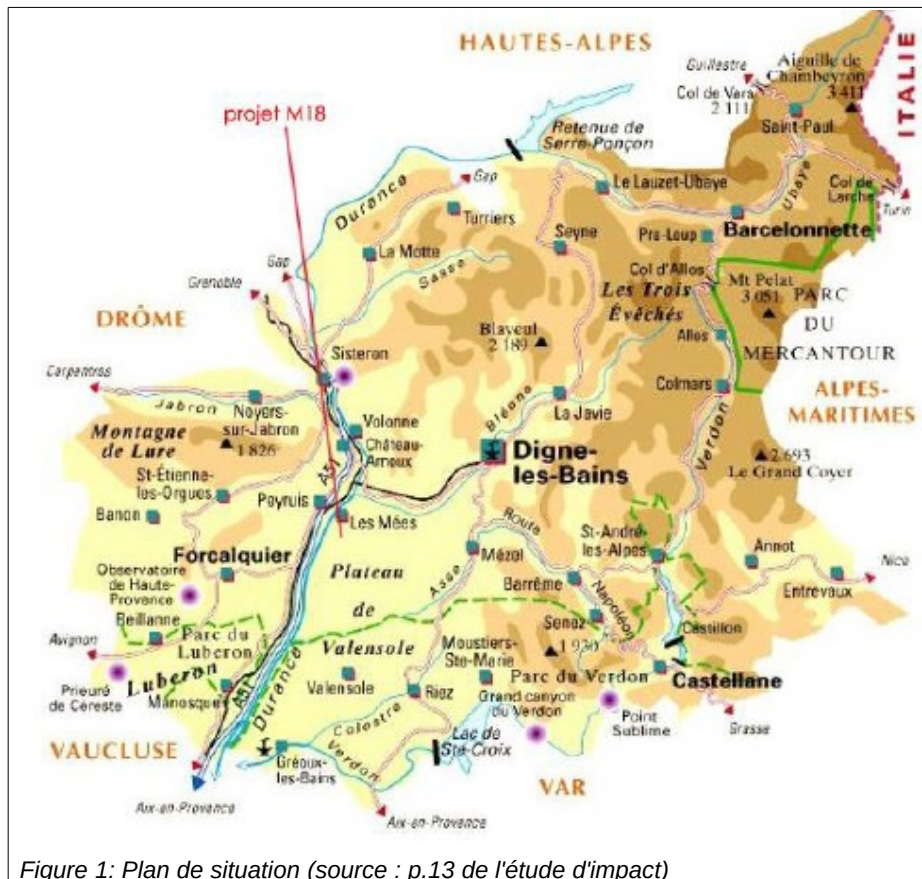 HAUTES-ALPES
ITALIE
Guillestre
Aiguille de
Chambeyron
3 411
Col de Vars
2 111
Saint-Paul
projet M18
Retenue de
Serre-Ponçon
Durance
Gap
Le Lauzet-Ubaye
Ubaye
Col de
Larche
Turin
Turriers
Barcelonnette
Seyne
Pra-Loup
La Motte
Gap
Sasse
Col d'Allos
Mt Pelat
3 051
PARC
DU
MERCANTOUR
Grenoble
Les Trois
Évêchés
DRÔME
Blayeul
2 189
Allos
Sisteron
Colmars
ALPES-
MARITIMES
Carpentras
Jabron
Noyers-
sur-Jabron
La Javie
Bléone
Volonne
Château-
Arnoux
Montagne
de Lure
1 826
Digne-
les-Bains
Verdon
2 693
Le Grand Coyer
St-Étienne-
les-Orgues
A51
Peyruis
Banon
Les Mées
Route
Napoléon
St-André-
les-Alpes
Annot
Mézel
Forcalquier
Nice
Plateau
de
Valensole
Asse
Barrême
Entrevaux
Observatoire
de Haute-
Provence
Senez
Castillon
Reillanne
Moustiers-
Ste-Marie
1 930
Avignon
Parc du
Luberon
Parc du Verdon
Castellane
Luberon
Valensole
Riez
Grand canyon
du Verdon
Prieuré
de Céreste
Manosque
A51
Durance
Point
Sublime
Grasse
Colostre
Verdon
Lac de
Ste-Croix
VAUCLUSE
Gréoux-
les-Bains
VAR
Aix-en-Provence
Aix-en-Provence
Figure 1: Plan de situation (source : p.13 de l'étude d'impact)